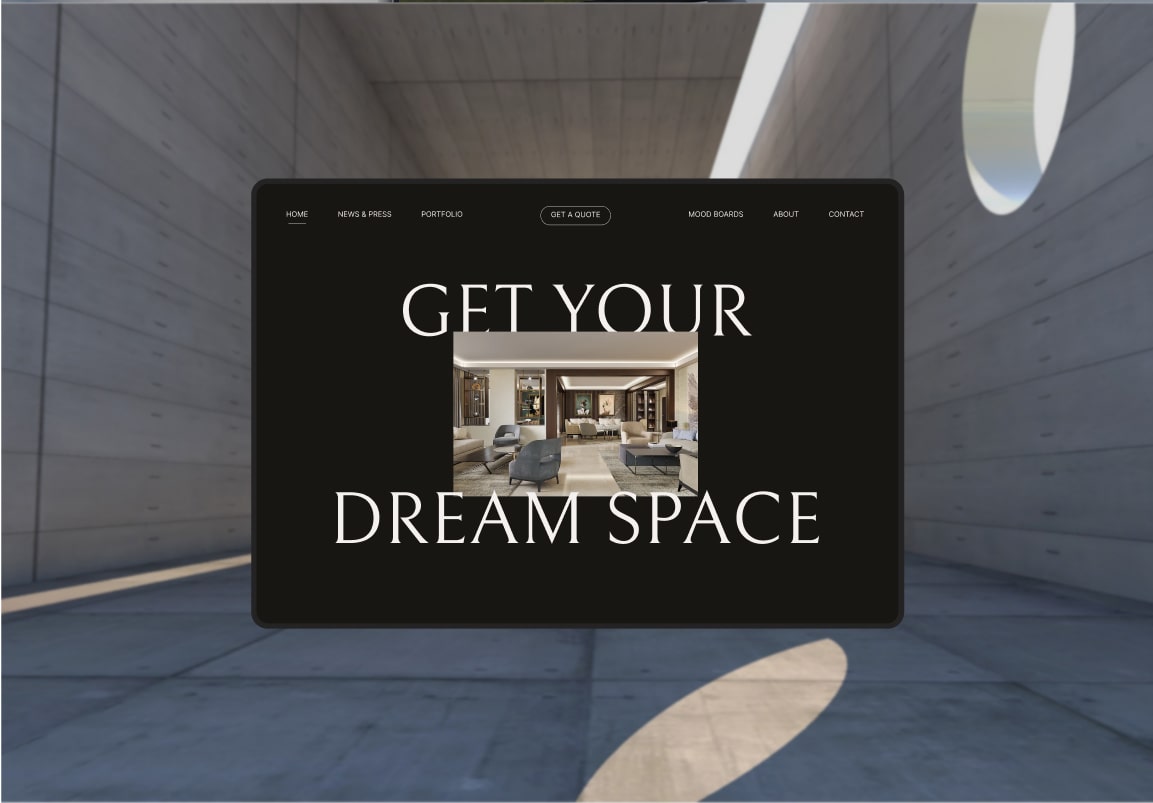 HOME NEWS & PRESS PORTFOLIO GET A QUOTE MOOD BOARDS ABOUT CONTACT
GET YOUR
DREAM SPACE